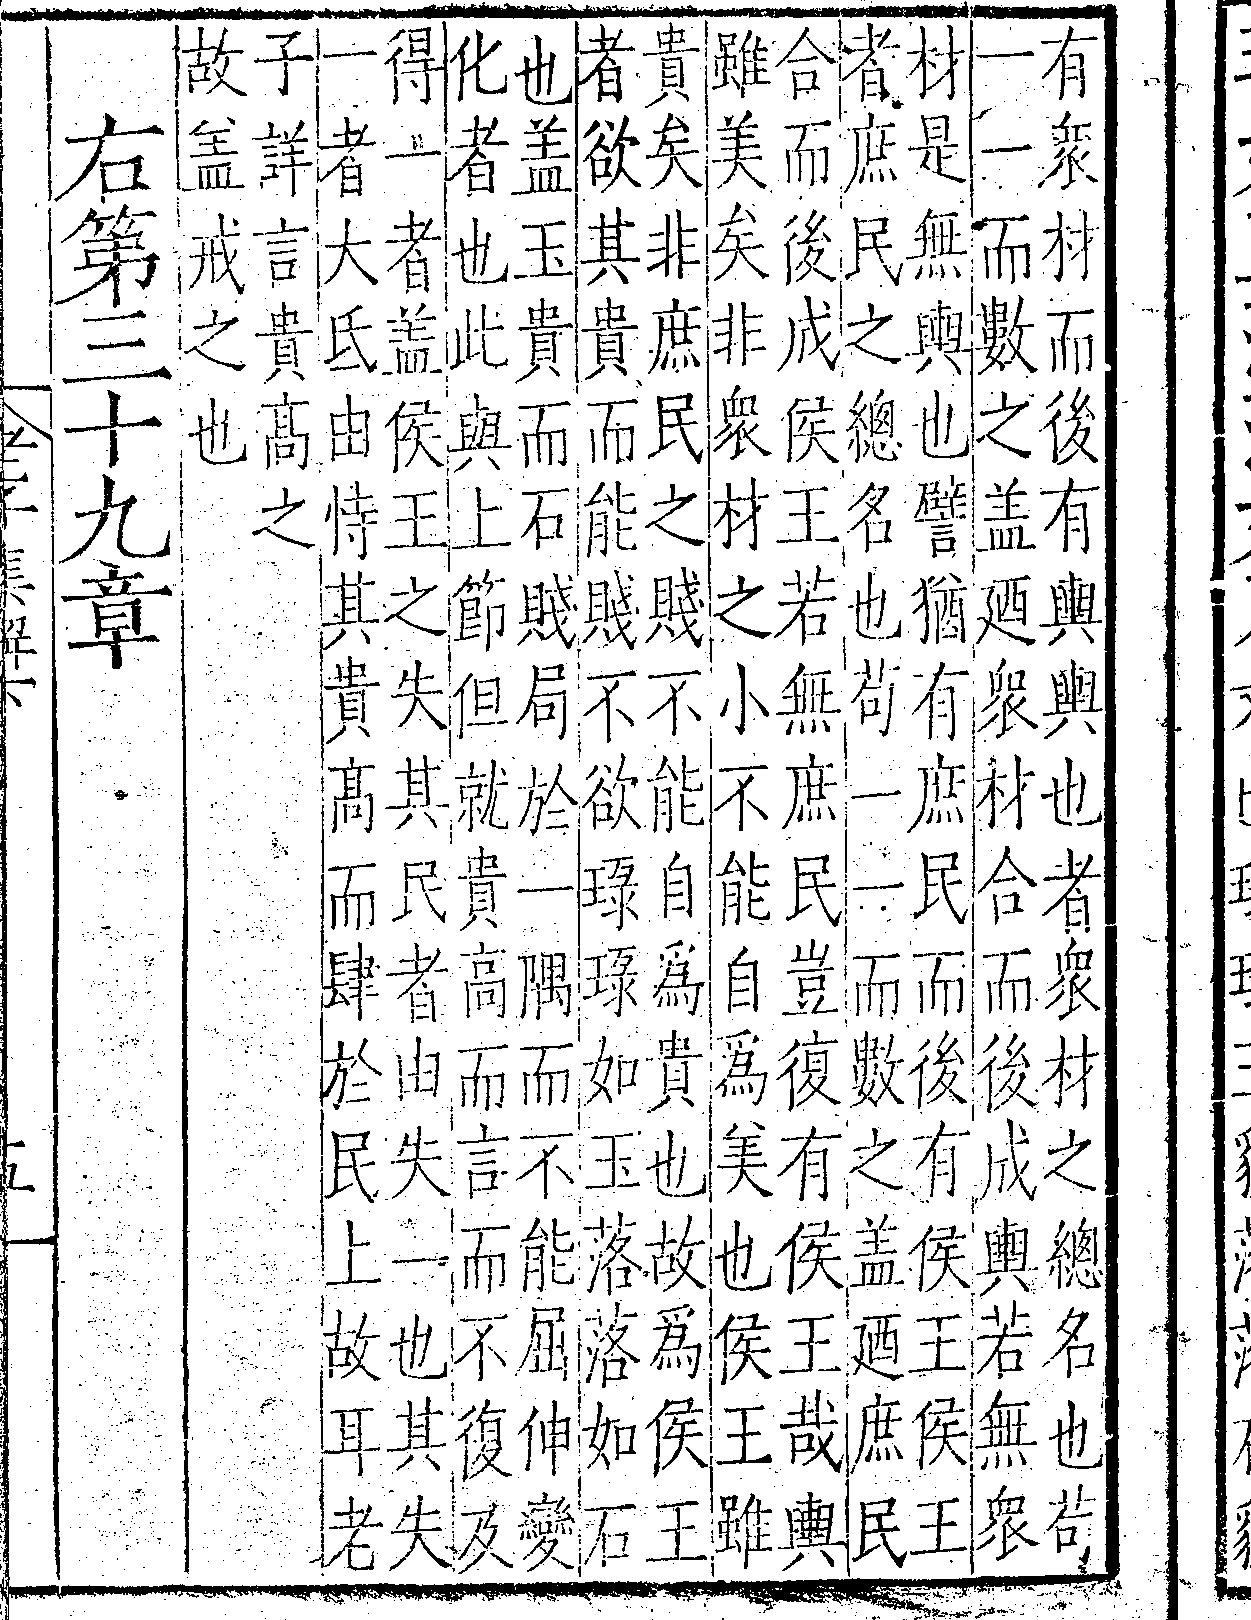 有衆材而後有輿輿也者衆材之總名也苟
一一而數之盖廼衆材合而後成輿若無衆
材是無輿也譬猶有庶民而後有侯王侯王
者庶民之總名也苟一一而數之盖廼庶民
合而後成侯王若無庶民豈復有侯王哉輿
雖美矣非衆材之小不能自為美也侯王雖
貴矣非庶民之賤不能自為貴也故為侯王
者欲其貴而能賤不欲琭琭如玉落落如石
也盖玉貴而石賤局於一隅而不能屈伸變
化者也此與上節但就貴高而言而不復及
得一者盖侯王之失其民者由失一也其失
一者大氐由恃其貴高而肆於民上故耳老
子詳言貴高之
故盖戒之也
右第三十九章
五